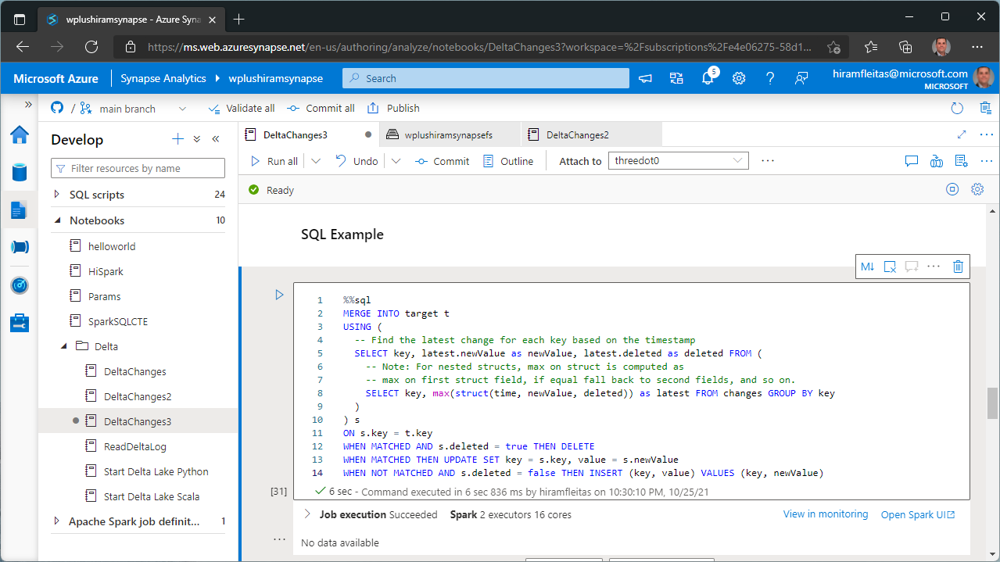 wplushiramsynapse - Azure Syna
https://ms.web.azuresynapse.net/en-us/authoring/analyze/notebooks/DeltaChanges3?workspace=%2Fsubscriptions%2Fe4e06275-58d1...
Microsoft Azure
Synapse Analytics
wplushiramsynapse
Search
5
hiramfleitas@microsoft.com
MICROSOFT
/
main branch
Validate all
Commit all
Publish
Develop
Filter resources by name
SQL scripts 24
Notebooks 10
helloworld
HiSpark
Params
SparkSQLCTE
Delta
DeltaChanges
DeltaChanges2
DeltaChanges3
ReadDeltaLog
Start Delta Lake Python
Start Delta Lake Scala
Apache Spark job definit... 1
DeltaChanges3
wplushiramsynapsefs
DeltaChanges2
Run all
Undo
Commit
Outline
Attach to
threedot0
Ready
SQL Example
M↓
1 %%sql
2 MERGE INTO target t
3 USING (
4 -- Find the latest change for each key based on the timestamp
5 SELECT key, latest.newValue as newValue, latest.deleted as deleted FROM (
6 -- Note: For nested structs, max on struct is computed as
7 -- max on first struct field, if equal fall back to second fields, and so on.
8 SELECT key, max(struct(time, newValue, deleted)) as latest FROM changes GROUP BY key
9 )
10 ) s
11 ON s.key = t.key
12 WHEN MATCHED AND s.deleted = true THEN DELETE
13 WHEN MATCHED THEN UPDATE SET key = s.key, value = s.newValue
14 WHEN NOT MATCHED AND s.deleted = false THEN INSERT (key, value) VALUES (key, newValue)
[31]
6 sec - Command executed in 6 sec 836 ms by hiramfleitas on 10:30:10 PM, 10/25/21
Job execution Succeeded Spark 2 executors 16 cores
View in monitoring
Open Spark UI
No data available